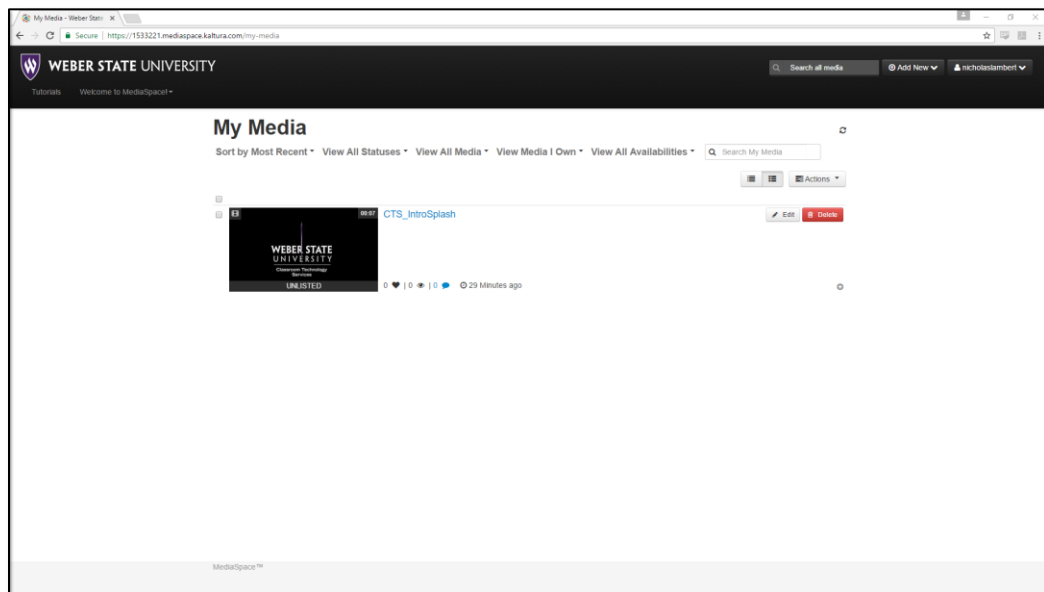 My Media - Weber State
Secure | https://1533221.mediaspace.kaltura.com/my-media
WEBER STATE UNIVERSITY
Search all media
Add New
nicholaslambert
Tutorials Welcome to MediaSpace!
My Media
Sort by Most Recent View All Statuses View All Media View Media I Own View All Availabilities Search My Media
Actions
00:07 CTS_IntroSplash Edit Delete
WEBER STATE
UNIVERSITY
Classroom Technology
Services
UNLISTED 0 | 0 | 0 29 Minutes ago
MediaSpace™